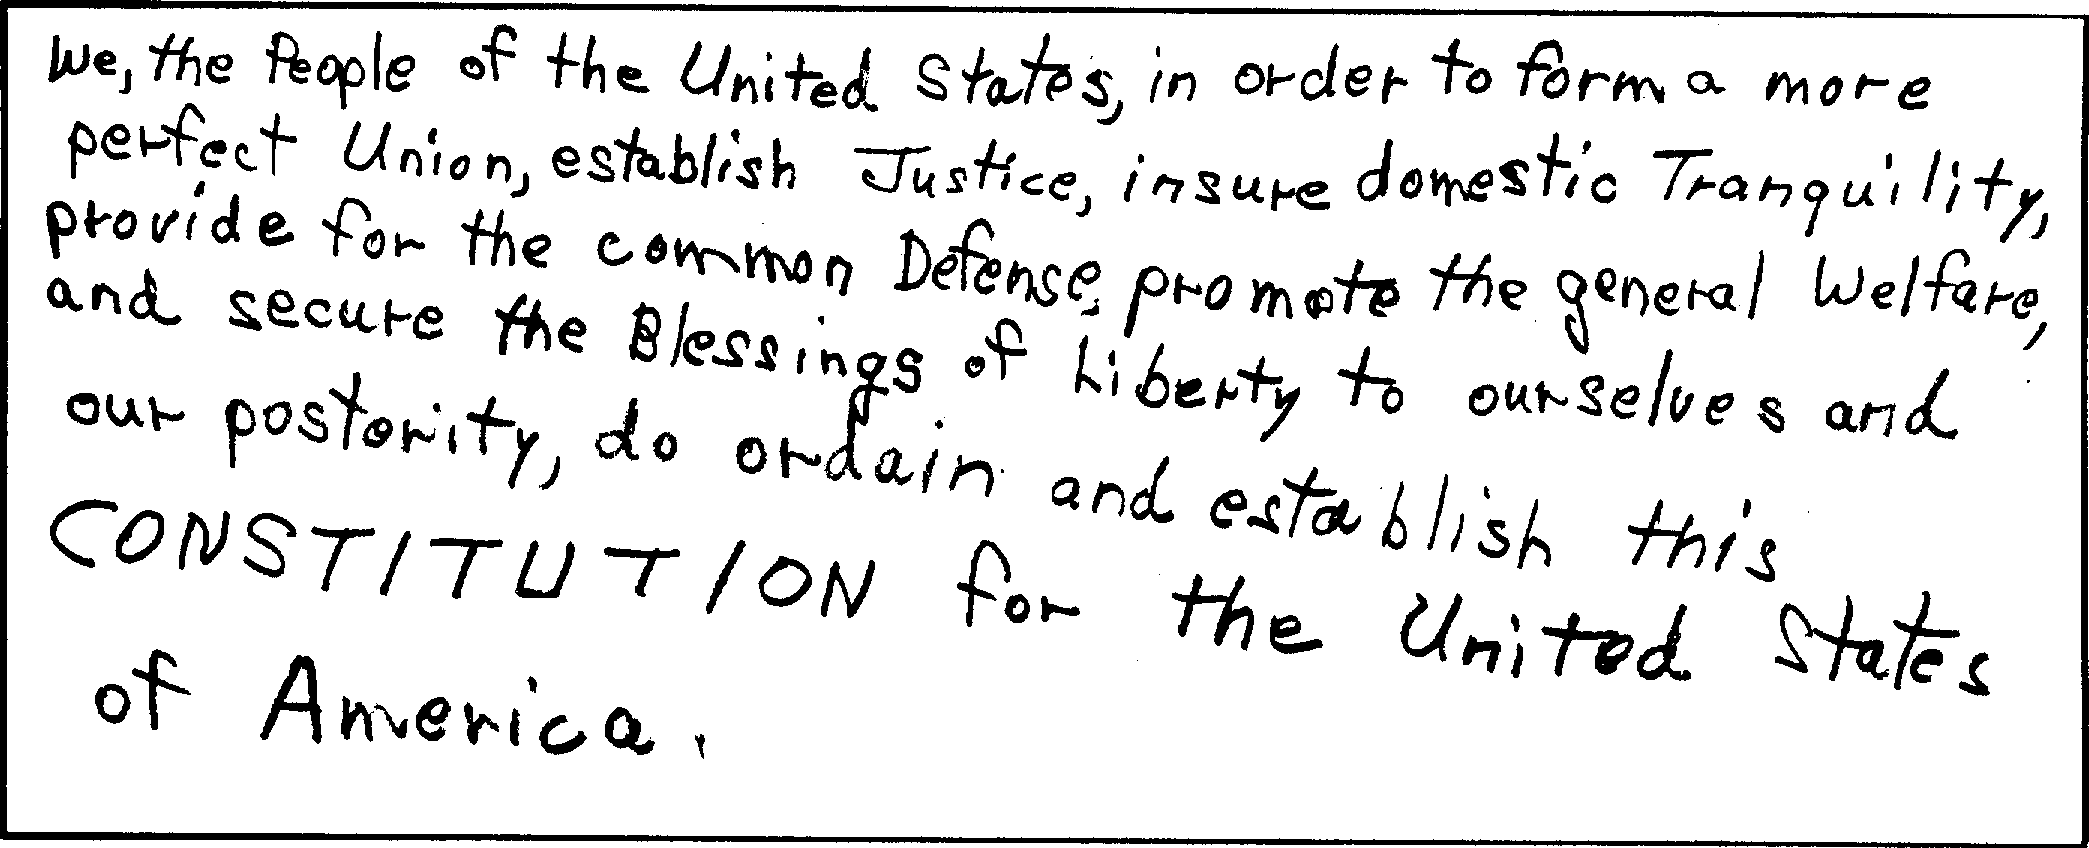 We, the People of the United States, in order to form a more
perfect Union, establish Justice, insure domestic Tranquility,
provide for the common Defense, promote the general Welfare,
and secure the Blessings of Liberty to ourselves and
our postority, do ordain and establish this
CONSTITUTION for the United States
of America.